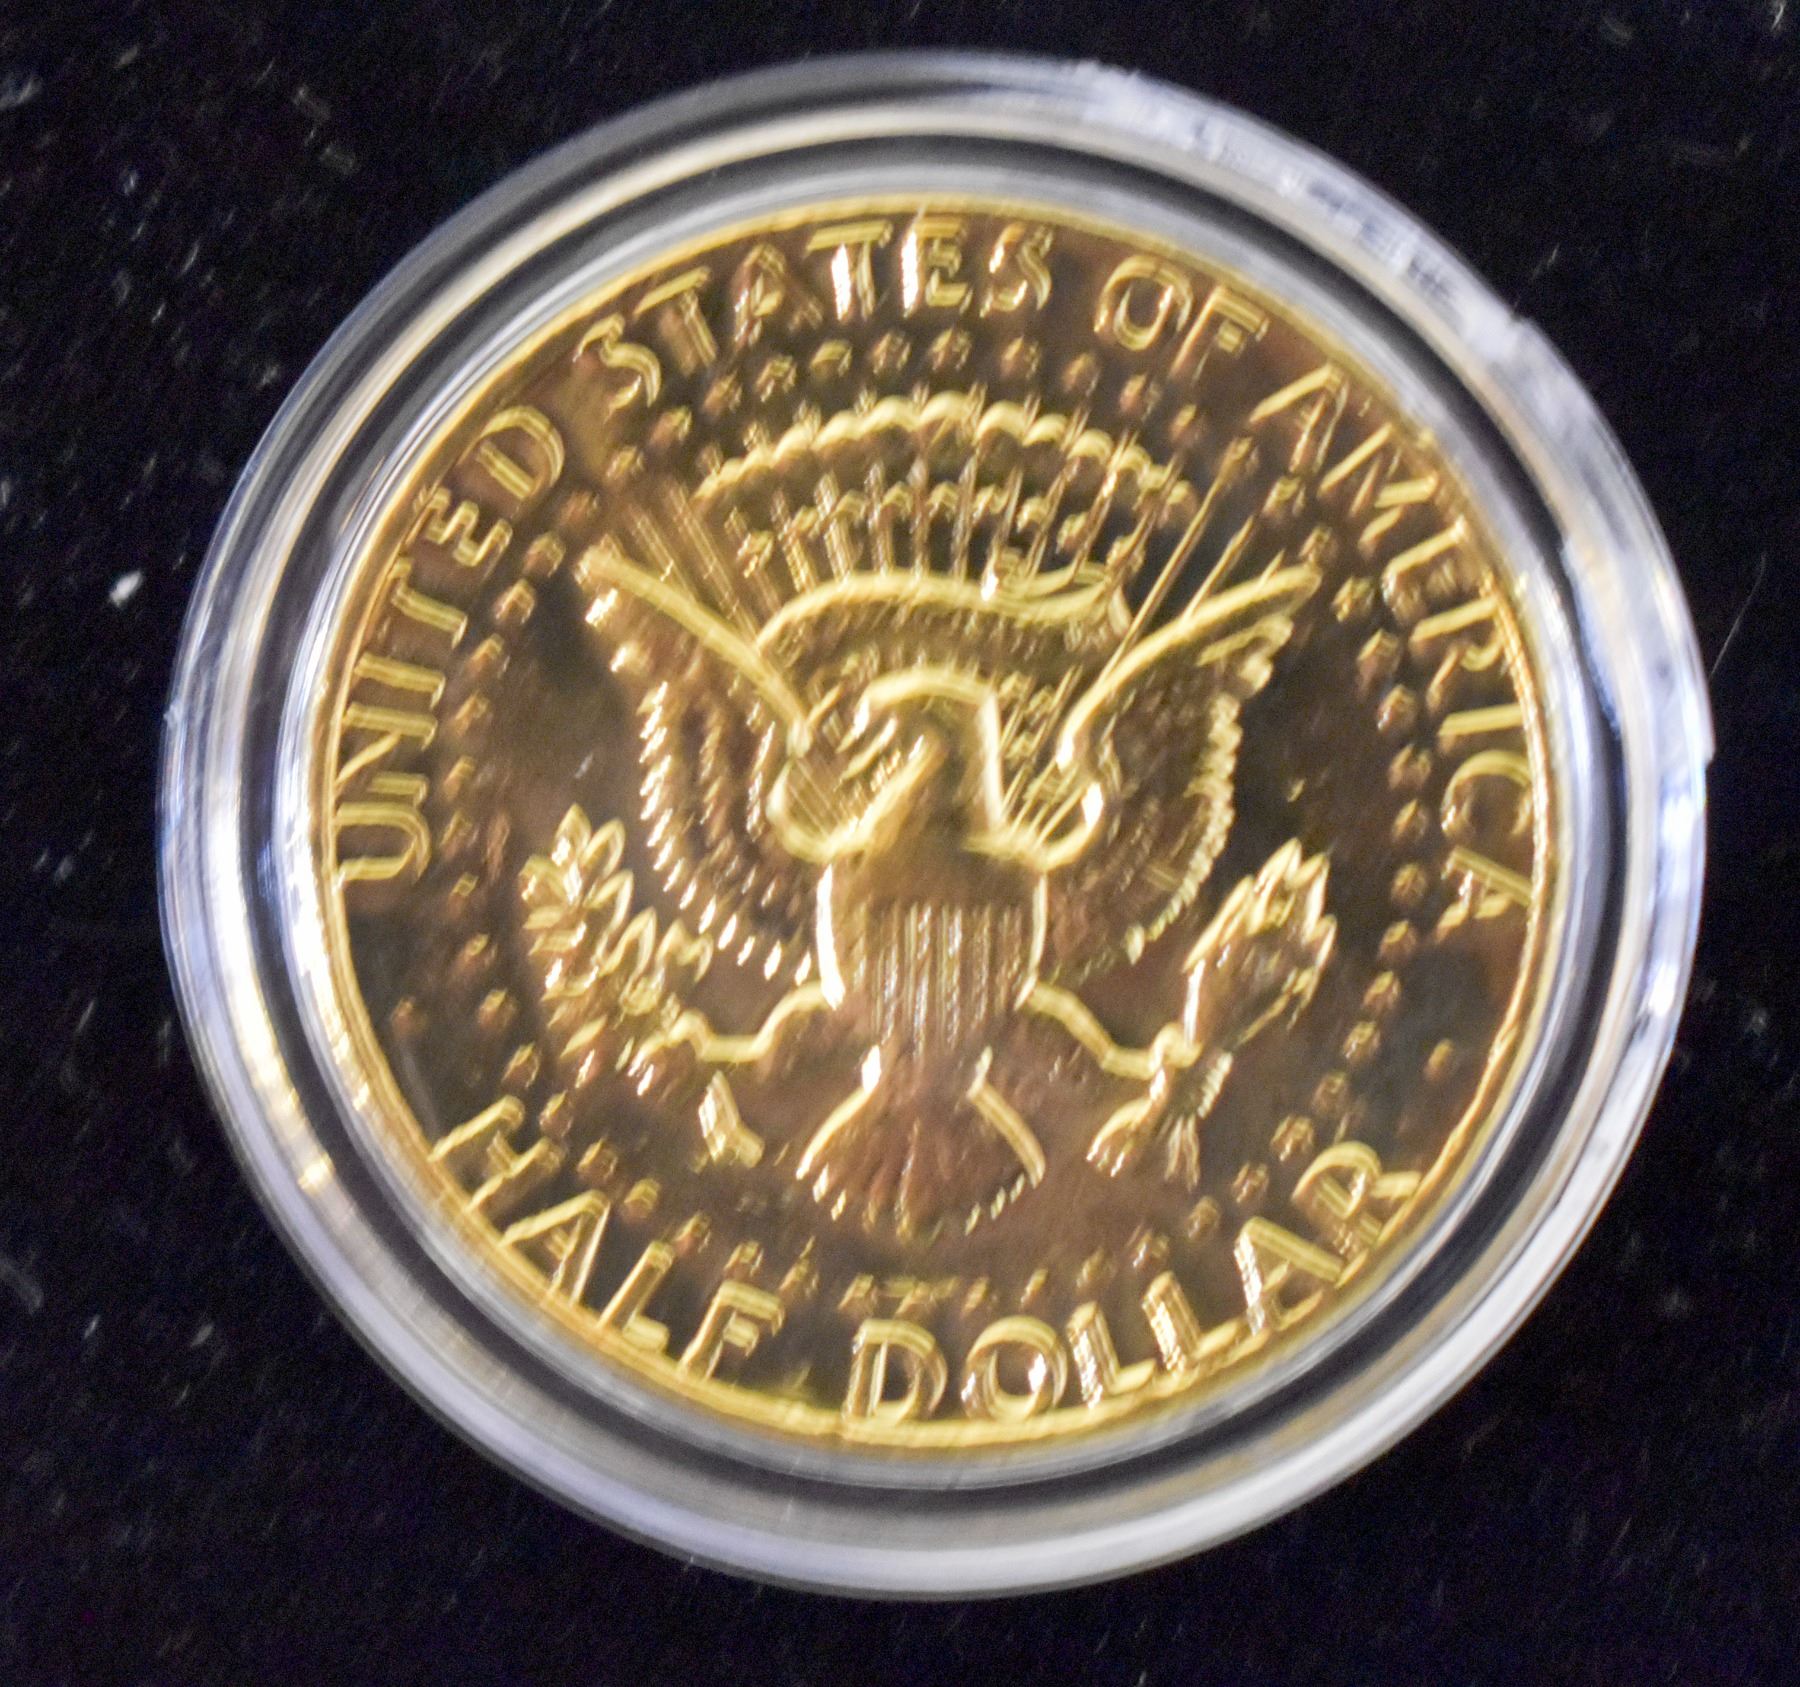 UNITED STATES OF AMERICA
HALF DOLLAR